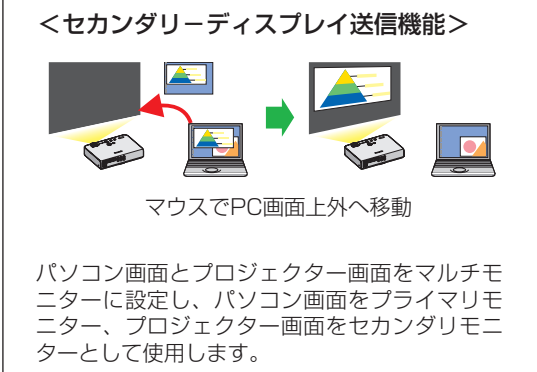 ＜セカンダリーディスプレイ送信機能＞
マウスでPC画面上外へ移動
パソコン画面とプロジェクター画面をマルチモ
ニターに設定し、パソコン画面をプライマリモ
ニター、プロジェクター画面をセカンダリモニ
ターとして使用します。